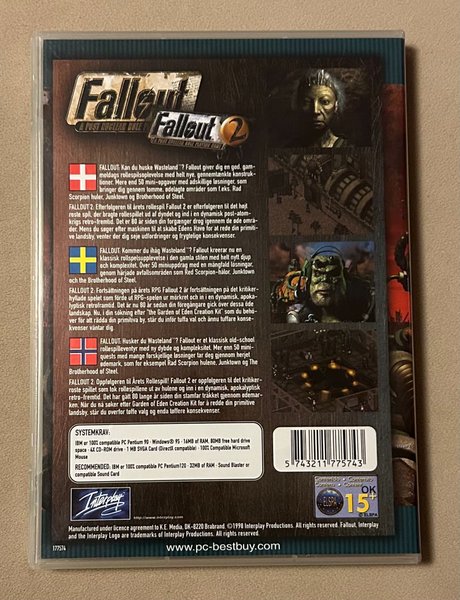 Fallout
A POST NUCLEAR ROLE
Fallout 2
A POST NUCLEAR ROLE PLAYING GAME
FALLOUT: Kan du huske Wasteland ? Fallout giver dig en god, gam-
meldags rollespilsoplevelse med helt nye, gennemtænkte konstruk-
tioner. Mere end 50 mini-opgaver med adskillige løsninger, som
bringer dig gennem tomme, ødelagte områder som f.eks. Rad
Scorpion huler, Junktown og Brotherhood of Steel.
FALLOUT 2: Efterfølgeren til årets rollespil Fallout 2 er efterfølgeren til det højt
roste spil, der bragte rollespillet ud af dyndet og ind i en dynamisk post-atom-
krigs retro-fremtid. Det er 80 år siden din forgænger drog igennem de øde områ-
der. Mens du søger efter maskinen til at skabe Edens Have for at rede din pri-
mitive landsby, venter der dig seje udfordringer og frygtelige konsekvenser.
FALLOUT. Kommer du ihåg Wasteland ? Fallout kreerar nu en
klassisk rollspelsupplevelse i den gamla stilen med helt nytt djup
och komplexitet. Över 50 miniuppdrag med en mångfald lösningar,
genom härjade avfallsområden som Red Scorpion-hålor, Junktown
och the Brotherhood of Steel.
FALLOUT 2: Fortsättningen på årets RPG Fallout 2 är fortsättningen på det kritiker-
hyllade spelet som förde ut RPG-spelen ur mörkret och in i en dynamisk, apoka-
lyptisk retroframtid. Det är nu 80 år sedan din föregångare gick över dessa öde
landskap. Nu, i din sökning efter "the Garden of Eden Creation Kit" som du behö-
ver för att rädda din primitiva by, står du inför tuffa val och ännu tuffare konse-
kvenser väntar dig.
FALLOUT: Husker du Wasteland ? Fallout er et klassisk old-school
rollespilleventyr med ny dybde og kompleksitet. Mer enn 50 mini-
quests med mange forskjellige løsninger tar deg gjennom herjet
ødemark, som for eksempel Rad Scorpion hulene, Junktown og The
Brotherhood of Steel.
FALLOUT 2: Oppfølgeren til Årets Rollespill! Fallout 2 er oppfølgeren til det kritiker-
roste spillet som tok rollespillene ut av hulene og inn i en dynamisk, apokalyptisk
retro-fremtid. Det har gått 80 lange år siden din stamfar trakket gjennom ødemar-
ken. Når du nå søker etter Garden of Eden Creation Kit for å redde din primitive
landsby, står du overfor tøffe valg og enda tøffere konsekvenser.
SYSTEMKRAV:
IBM or 100% compatible PC Pentium 90 · Windows® 95 · 16MB of RAM, 80MB free hard drive
space · 4X CD-ROM drive · 1 MB SVGA Card (DirectX compatible) · 100% Compatible Microsoft
Mouse
RECOMMENDED: IBM or 100% compatible PC Pentium120 · 32MB of RAM · Sound Blaster or
compatible Sound Card
5 743211 775743
Interplay
http://www.interplay.com
ELSPA
OK
15+
© ELSPA
Manufactured under licence agreement to K.E. Media, DK-8220 Brabrand. ©1998 Interplay Productions. All rights reserved. Fallout, Interplay
and the Interplay Logo are trademarks of Interplay Productions. All rights reserved.
177574
www.pc-bestbuy.com